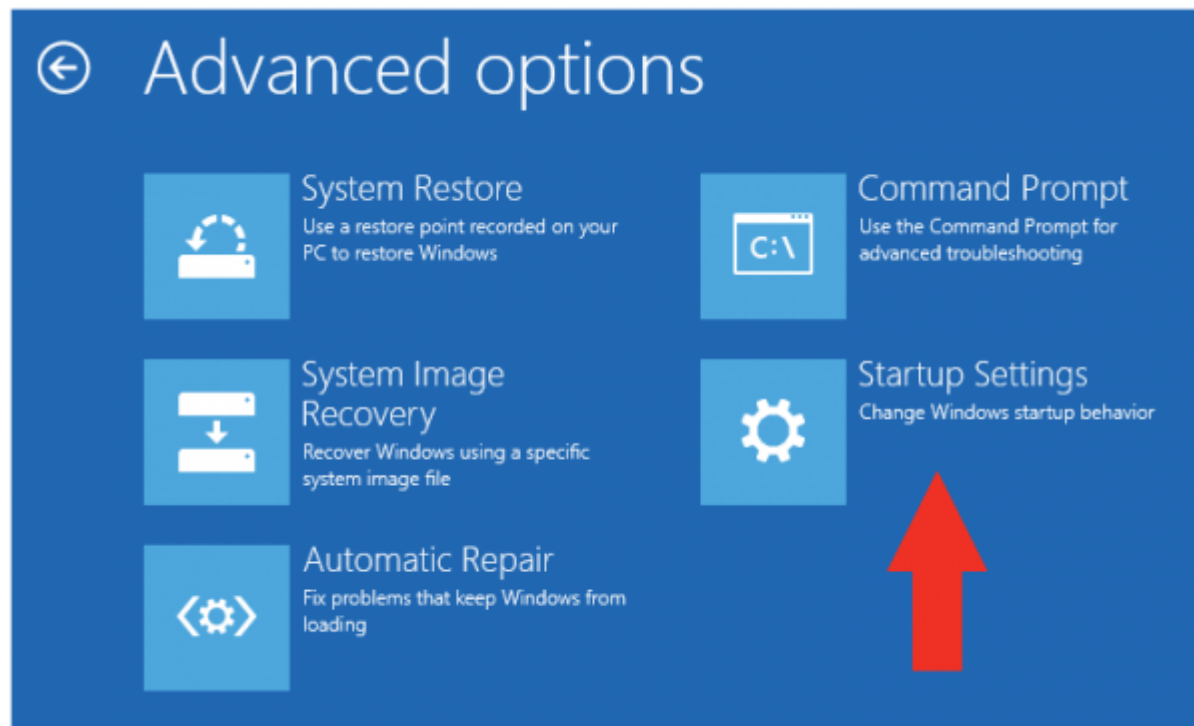 Advanced options
System Restore
Use a restore point recorded on your
PC to restore Windows
System Image
Recovery
Recover Windows using a specific
system image file
Automatic Repair
Fix problems that keep Windows from
loading
Command Prompt
C:\
Use the Command Prompt for
advanced troubleshooting
Startup Settings
Change Windows startup behavior